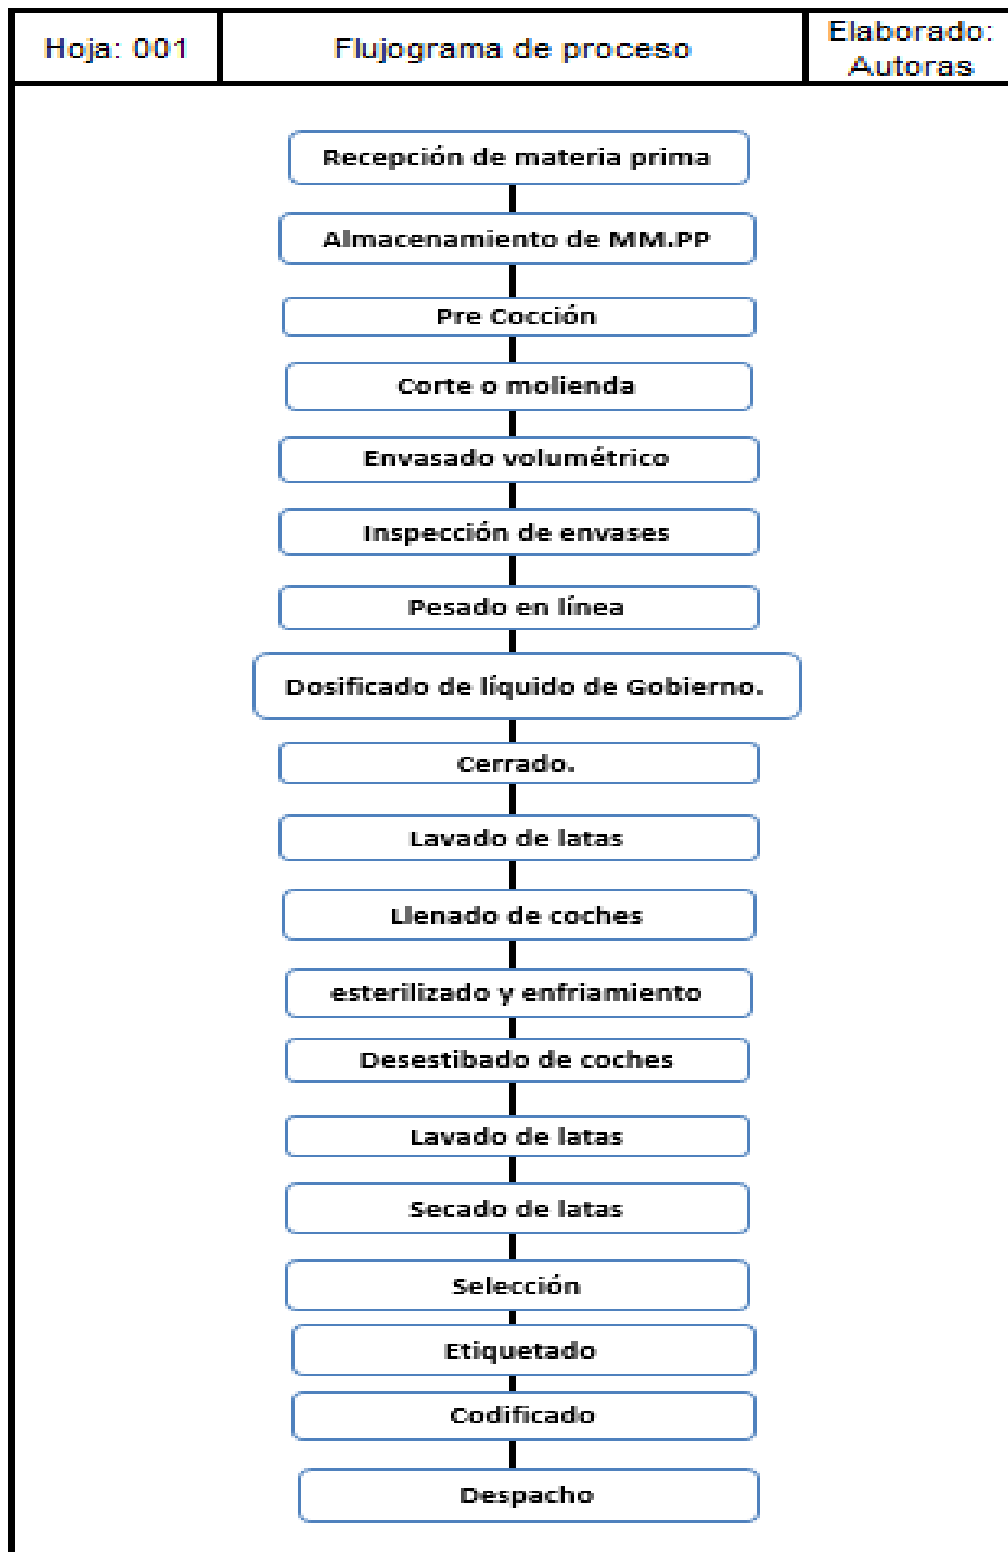 Hoja: 001
Flujograma de proceso
Elaborado:
Autoras
Recepción de materia prima
Almacenamiento de MM.PP
Pre Cocción
Corte o molienda
Envasado volumétrico
Inspección de envases
Pesado en línea
Dosificado de líquido de Gobierno.
Cerrado.
Lavado de latas
Llenado de coches
esterilizado y enfriamiento
Desestibado de coches
Lavado de latas
Secado de latas
Selección
Etiquetado
Codificado
Despacho